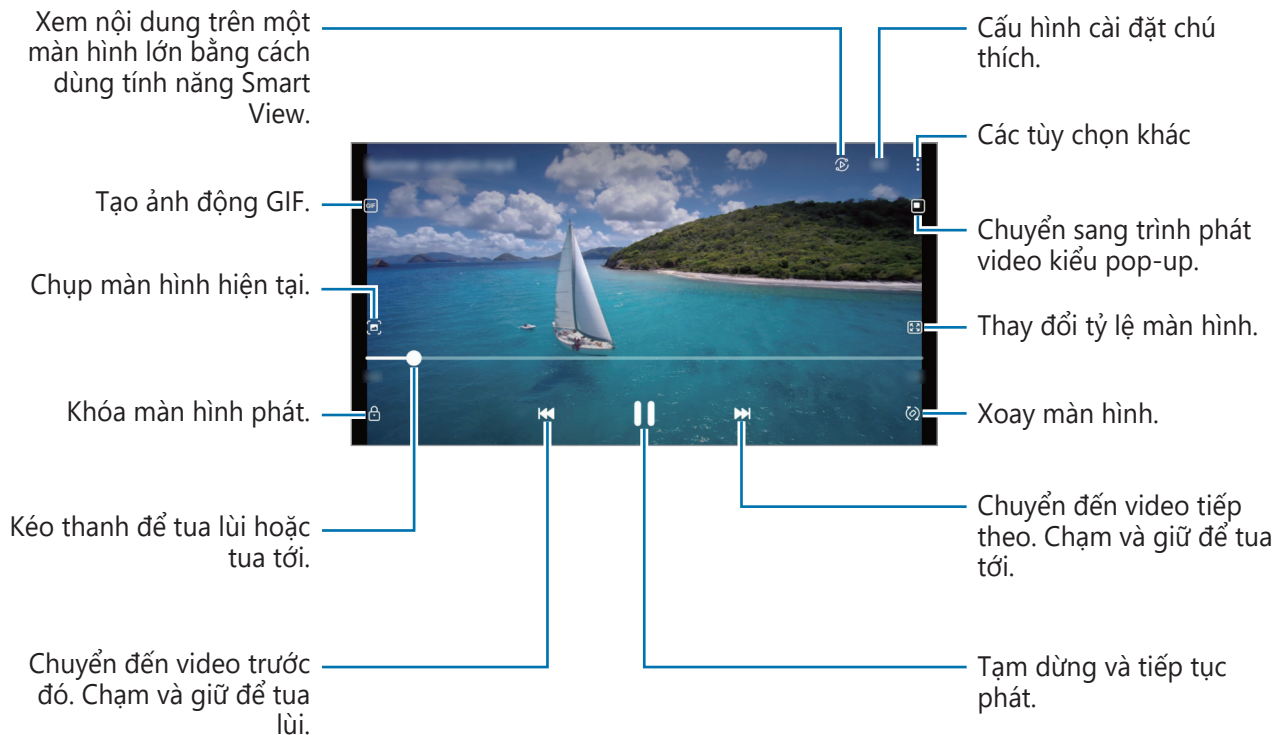 Xem nội dung trên một
màn hình lớn bằng cách
dùng tính năng Smart
View.
Cấu hình cài đặt chú
thích.
Các tùy chọn khác
Tạo ảnh động GIF.
GIF
Chuyển sang trình phát
video kiểu pop-up.
Chụp màn hình hiện tại.
Thay đổi tỷ lệ màn hình.
Khóa màn hình phát.
Xoay màn hình.
Kéo thanh để tua lùi hoặc
tua tới.
Chuyển đến video tiếp
theo. Chạm và giữ để tua
tới.
Chuyển đến video trước
đó. Chạm và giữ để tua
lùi.
Tạm dừng và tiếp tục
phát.